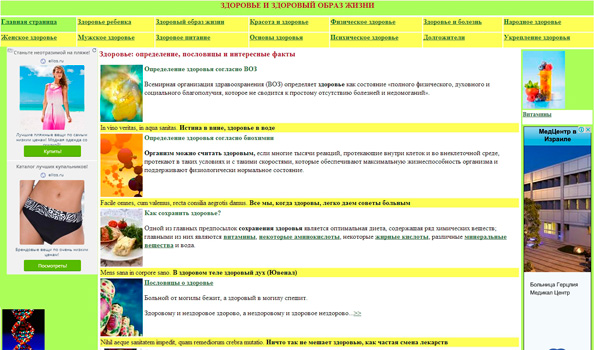 ЗДОРОВЬЕ И ЗДОРОВЫЙ ОБРАЗ ЖИЗНИ
Главная страница Здоровье ребенка Здоровый образ жизни Красота и здоровье Физическое здоровье Здоровье и болезнь Народное здоровье
Женское здоровье Мужское здоровье Здоровое питание Основы здоровья Психическое здоровье Долгожители Укрепления здоровья
Станьте неотразимой на пляже!
erios.ru
Лучшие пляжные вещи по самым
низким ценам! Модная одежда со
Купить!
Каталог лучших купальников!
erios.ru
Брендовые вещи по очень низким
ценам!
Посмотреть!
Здоровье: определение, пословицы и интересные факты
Определение здоровья согласно ВОЗ
Всемирная организация здравоохранения (ВОЗ) определяет здоровье как состояние «полного физического, духовного и
социального благополучия, которое не сводится к простому отсутствию болезней и недомоганий».
In vino veritas, in aqua sanitas. Истина в вине, здоровье в воде
Определение здоровья согласно биохимии
Организм можно считать здоровым, если многие тысячи реакций, протекающие внутри клеток и во внеклеточной среде,
протекают в таких условиях и с такими скоростями, которые обеспечивают максимальную жизнеспособность организма и
поддерживают физиологически нормальное состояние.
Facile omnes, cum valemus, recta consilia aegrotis damus. Все мы, когда здоровы, легко даем советы больным
Как сохранить здоровье?
Одной из главных предпосылок сохранения здоровья является оптимальная диета, содержащая ряд химических веществ;
главными из них являются витамины, некоторые аминокислоты, некоторые жирные кислоты, различные минеральные
вещества и вода.
Mens sana in corpore sano. В здоровом теле здоровый дух (Ювенал)
Пословицы о здоровье
Больной от могилы бежит, а здоровый в могилу спешит.
Здоровому и нездоровое здорово, а нездоровому и здоровое нездорово...>>
Nihil aeque sanitatem impedit, quam remediorum crebra mutatio. Ничто так не мешает здоровью, как частая смена лекарств
Витамины
МедЦентр в
Израиле
Больница Герцлия
Медикал Центр